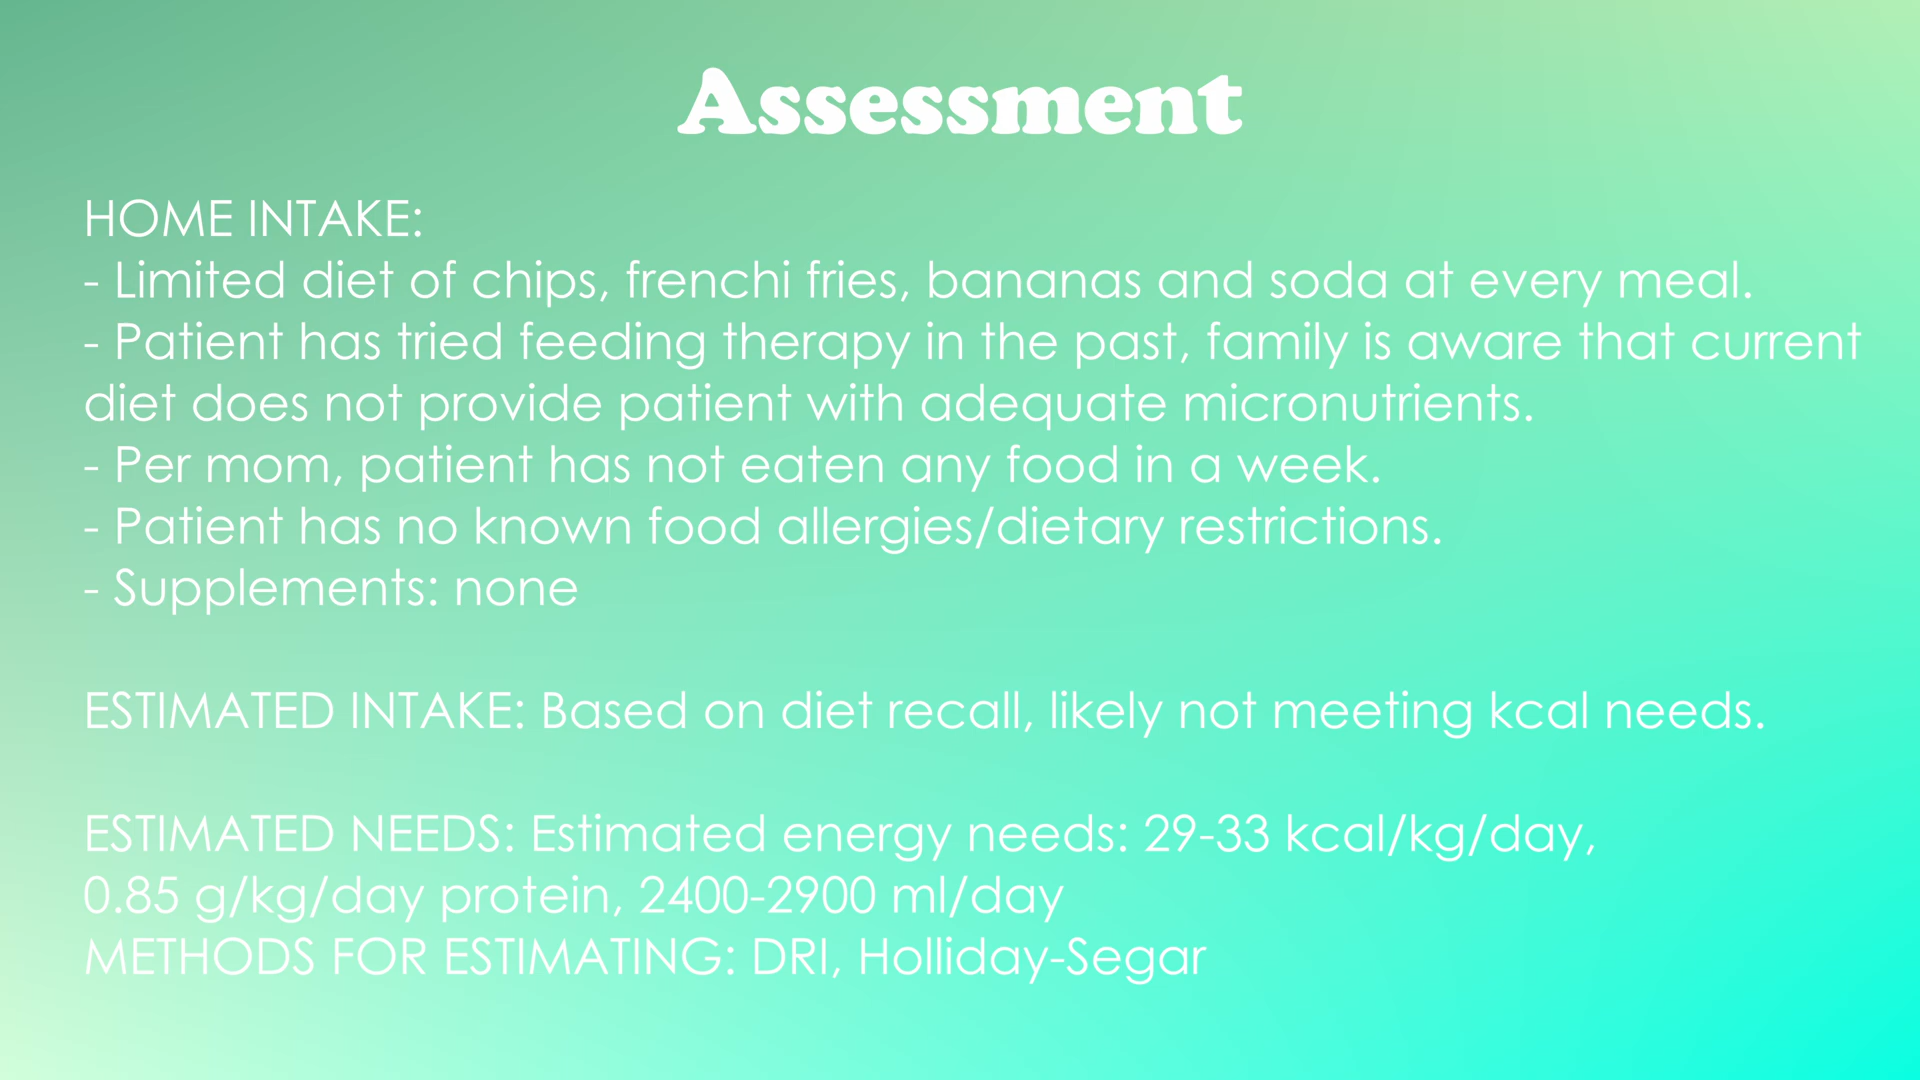 Assessment
HOME INTAKE:
- Limited diet of chips, frenchi fries, bananas and soda at every meal.
- Patient has tried feeding therapy in the past, family is aware that current
diet does not provide patient with adequate micronutrients.
- Per mom, patient has not eaten any food in a week.
- Patient has no known food allergies/dietary restrictions.
- Supplements: none
ESTIMATED INTAKE: Based on diet recall, likely not meeting kcal needs.
ESTIMATED NEEDS: Estimated energy needs: 29-33 kcal/kg/day,
0.85 g/kg/day protein, 2400-2900 ml/day
METHODS FOR ESTIMATING: DRI, Holliday-Segar